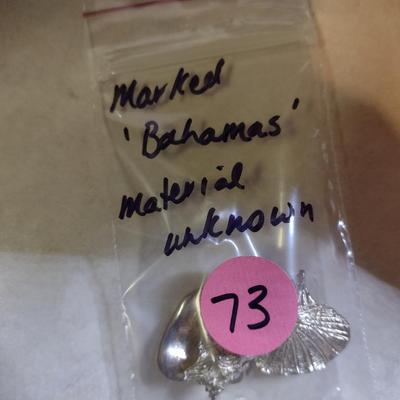 Marked
'Bahamas'
material
unknown
73